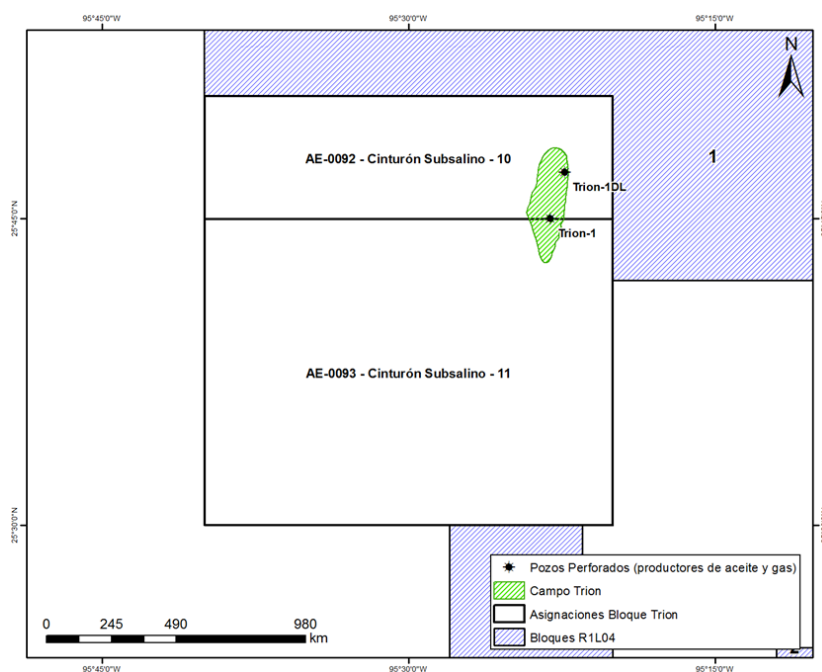 95°45'0"W 95°30'0"W 95°15'0"W
N
AE-0092 - Cinturón Subsalino - 10
1
Trion-1DL
25°45'0"N
Trion-1
AE-0093 - Cinturón Subsalino - 11
25°30'0"N
Pozos Perforados (productores de aceite y gas)
Campo Trion
Asignaciones Bloque Trion
Bloques R1L04
0 245 490 980
km
95°45'0"W 95°30'0"W 95°15'0"W